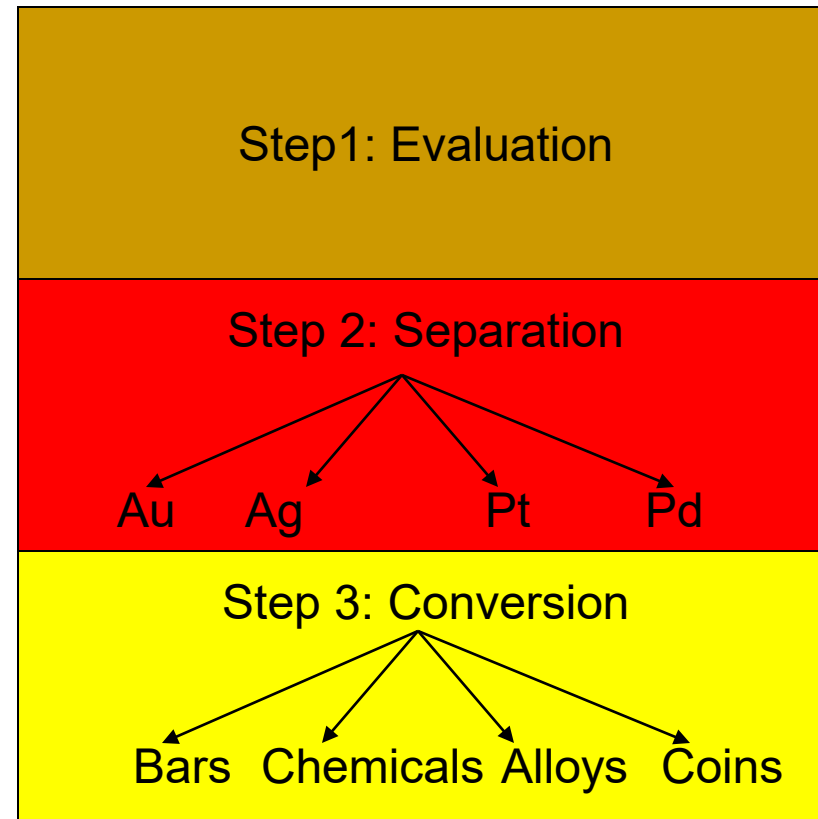 Step1: Evaluation
Step 2: Separation
Au Ag Pt Pd
Step 3: Conversion
Bars Chemicals Alloys Coins